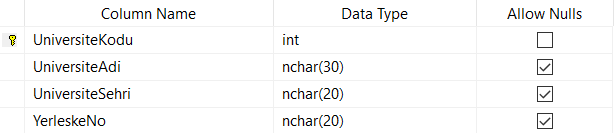 Column Name Data Type Allow Nulls
UniversiteKodu int
UniversiteAdi nchar(30)
UniversiteSehri nchar(20)
YerleskeNo nchar(20)